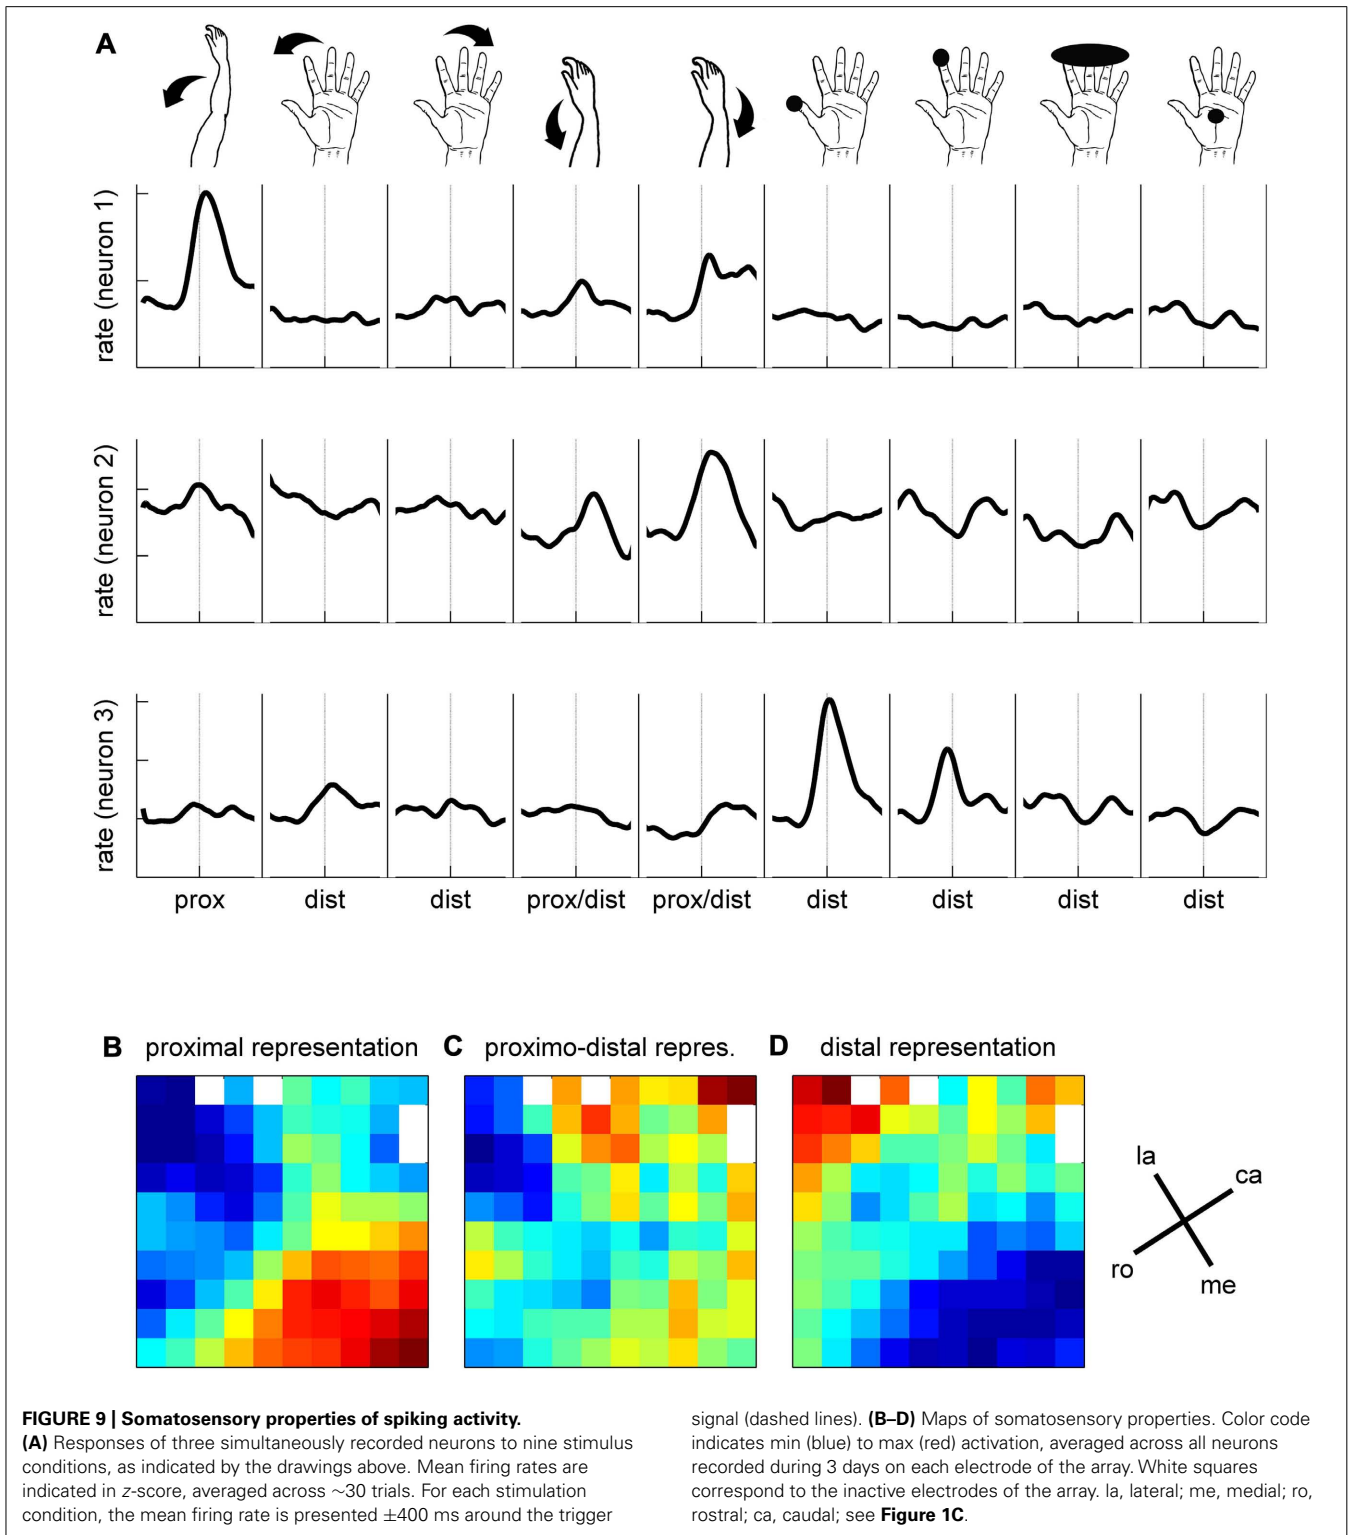 A
rate (neuron 1)
rate (neuron 2)
rate (neuron 3)
prox dist dist prox/dist prox/dist dist dist dist dist
B proximal representation C proximo-distal repres. D distal representation
la
ca
ro
me
FIGURE 9 | Somatosensory properties of spiking activity.
(A) Responses of three simultaneously recorded neurons to nine stimulus
conditions, as indicated by the drawings above. Mean firing rates are
indicated in z-score, averaged across ∼30 trials. For each stimulation
condition, the mean firing rate is presented ±400 ms around the trigger
signal (dashed lines). (B–D) Maps of somatosensory properties. Color code
indicates min (blue) to max (red) activation, averaged across all neurons
recorded during 3 days on each electrode of the array. White squares
correspond to the inactive electrodes of the array. la, lateral; me, medial; ro,
rostral; ca, caudal; see Figure 1C.